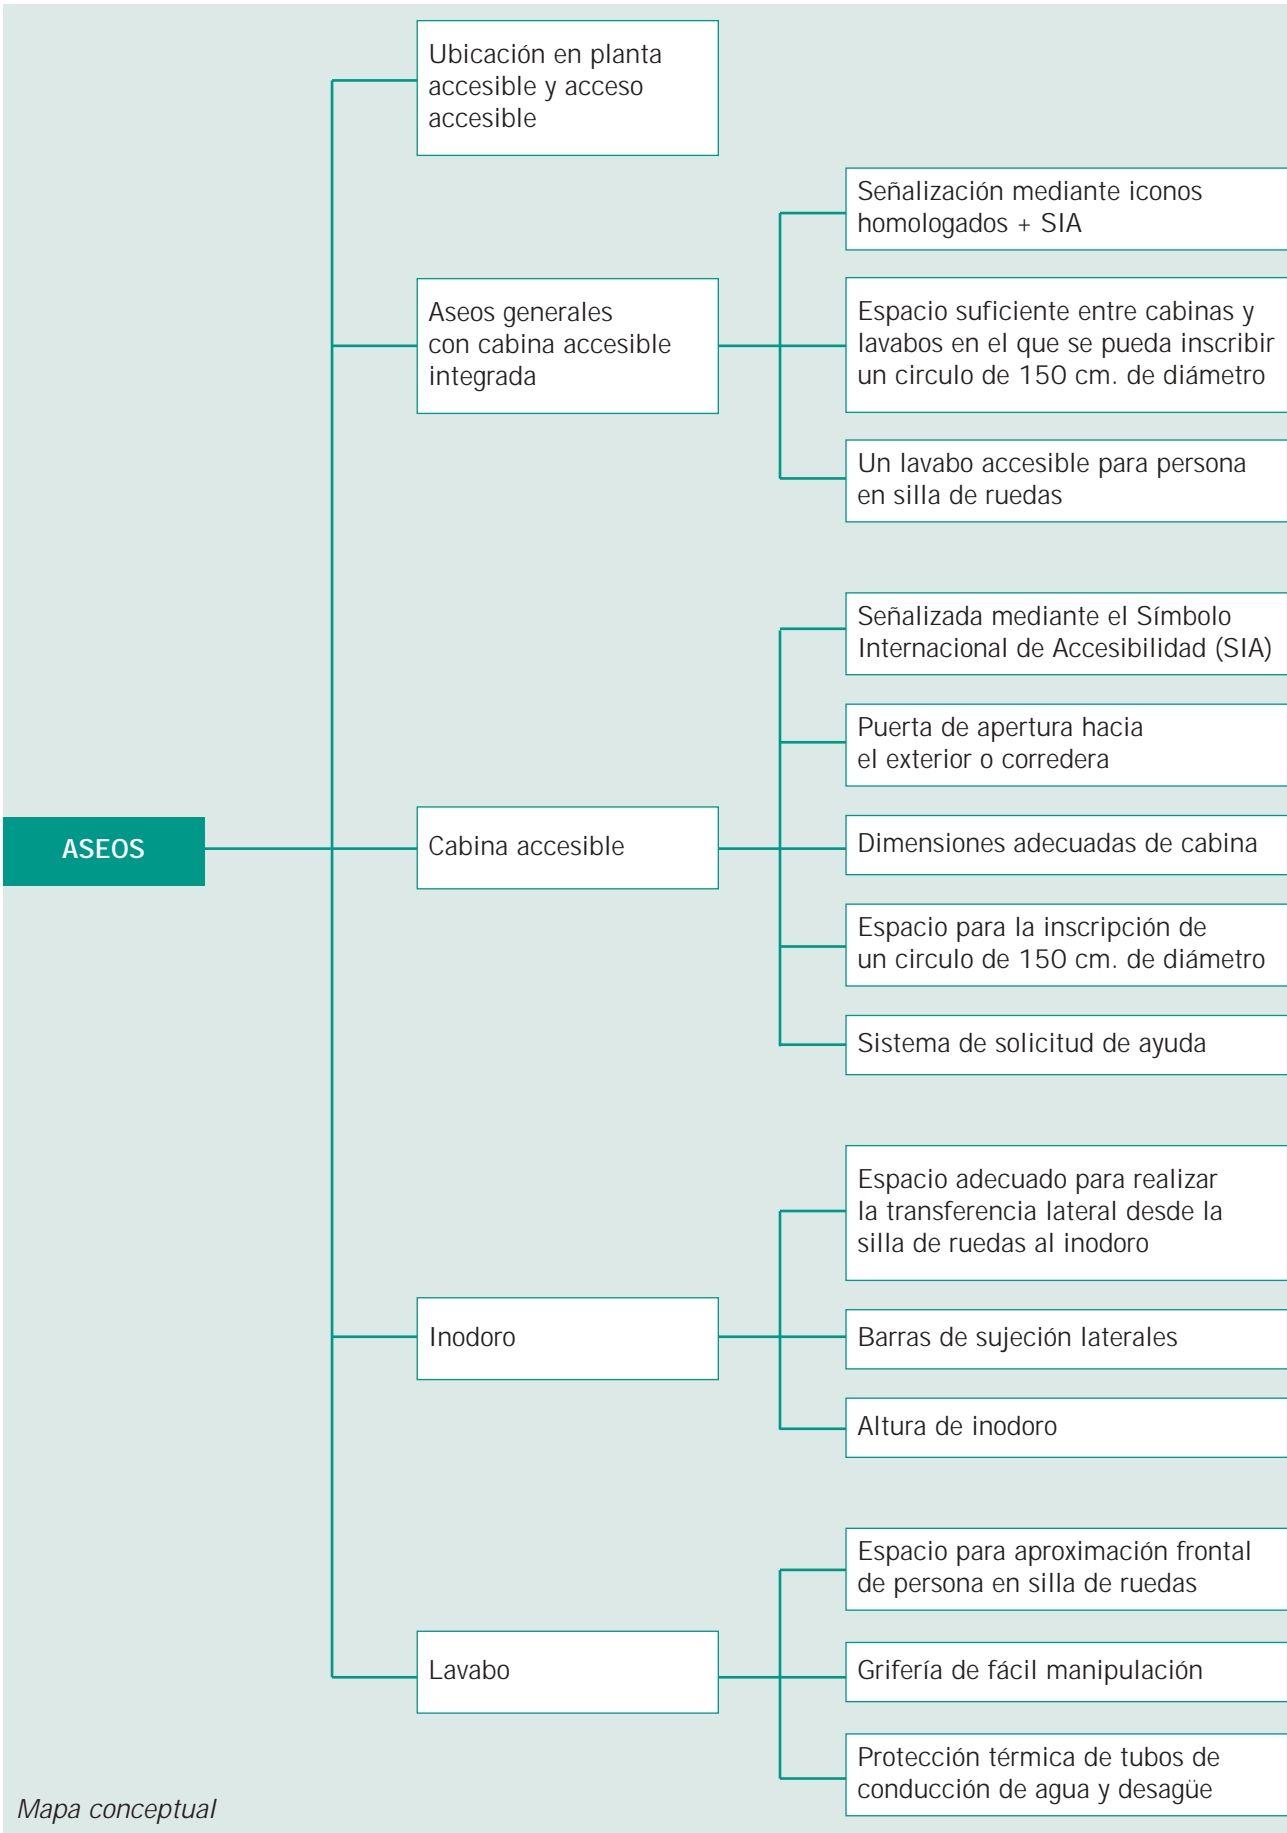 Ubicación en planta
accesible y acceso
accesible
Aseos generales
con cabina accesible
integrada
Señalización mediante iconos
homologados + SIA
Espacio suficiente entre cabinas y
lavabos en el que se pueda inscribir
un circulo de 150 cm. de diámetro
Un lavabo accesible para persona
en silla de ruedas
ASEOS
Cabina accesible
Señalizada mediante el Símbolo
Internacional de Accesibilidad (SIA)
Puerta de apertura hacia
el exterior o corredera
Dimensiones adecuadas de cabina
Espacio para la inscripción de
un circulo de 150 cm. de diámetro
Sistema de solicitud de ayuda
Inodoro
Espacio adecuado para realizar
la transferencia lateral desde la
silla de ruedas al inodoro
Barras de sujeción laterales
Altura de inodoro
Lavabo
Espacio para aproximación frontal
de persona en silla de ruedas
Grifería de fácil manipulación
Protección térmica de tubos de
conducción de agua y desagüe
Mapa conceptual